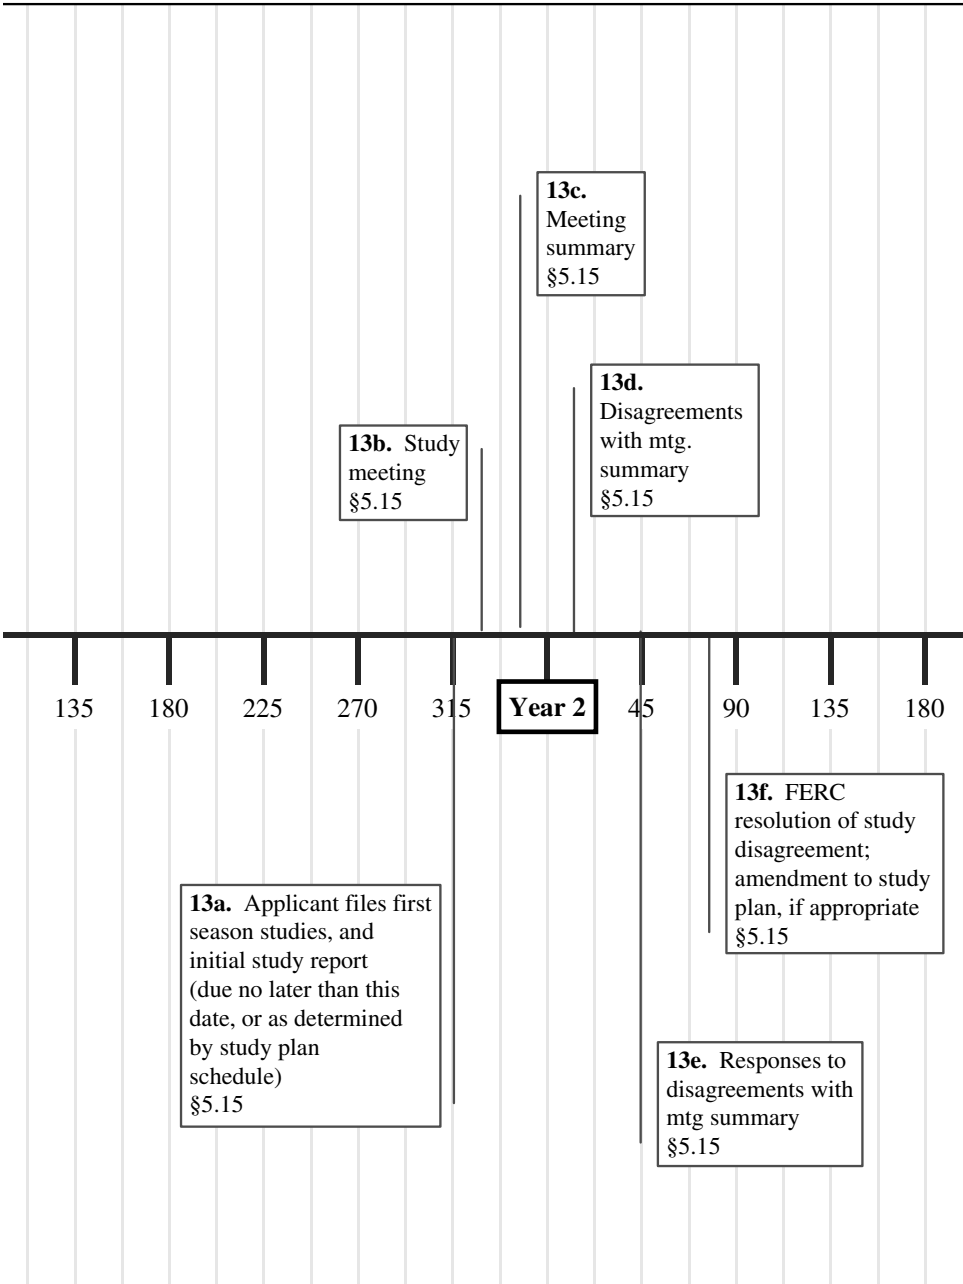 13c.
Meeting
summary
§5.15
13d.
Disagreements
with mtg.
summary
§5.15
13b. Study
meeting
§5.15
135 180 225 270 315 Year 2 45 90 135 180
13f. FERC
resolution of study
disagreement;
amendment to study
plan, if appropriate
§5.15
13a. Applicant files first
season studies, and
initial study report
(due no later than this
date, or as determined
by study plan
schedule)
§5.15
13e. Responses to
disagreements with
mtg summary
§5.15